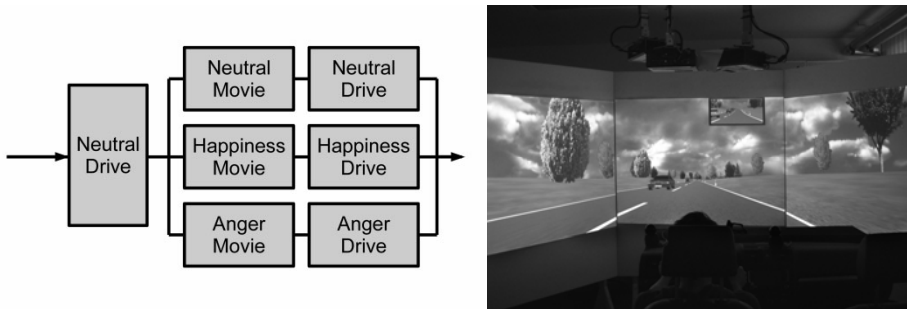 Neutral
Drive
Neutral
Movie
Neutral
Drive
Happiness
Movie
Happiness
Drive
Anger
Movie
Anger
Drive